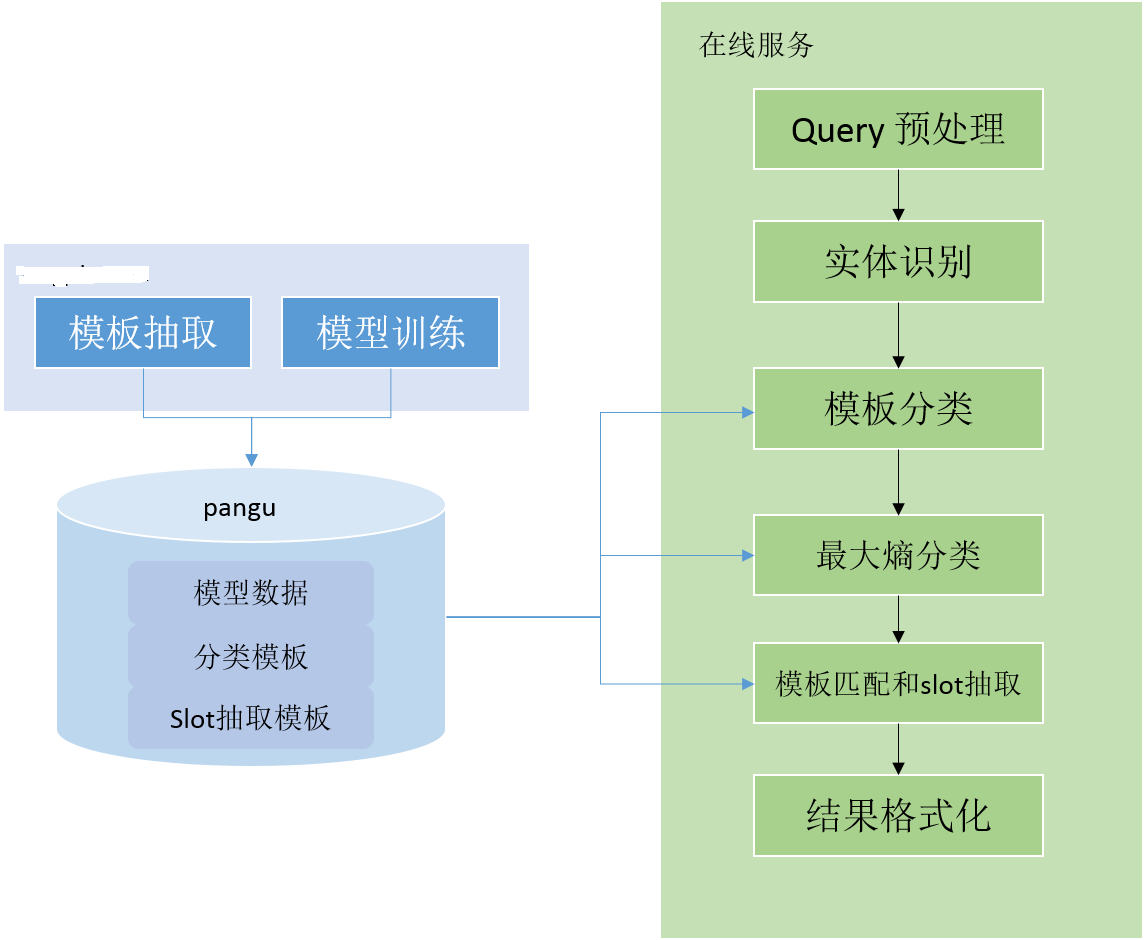 在线服务
Query 预处理
实体识别
模板抽取
模型训练
模板分类
pangu
最大熵分类
模型数据
分类模板
模板匹配和slot抽取
Slot抽取模板
结果格式化